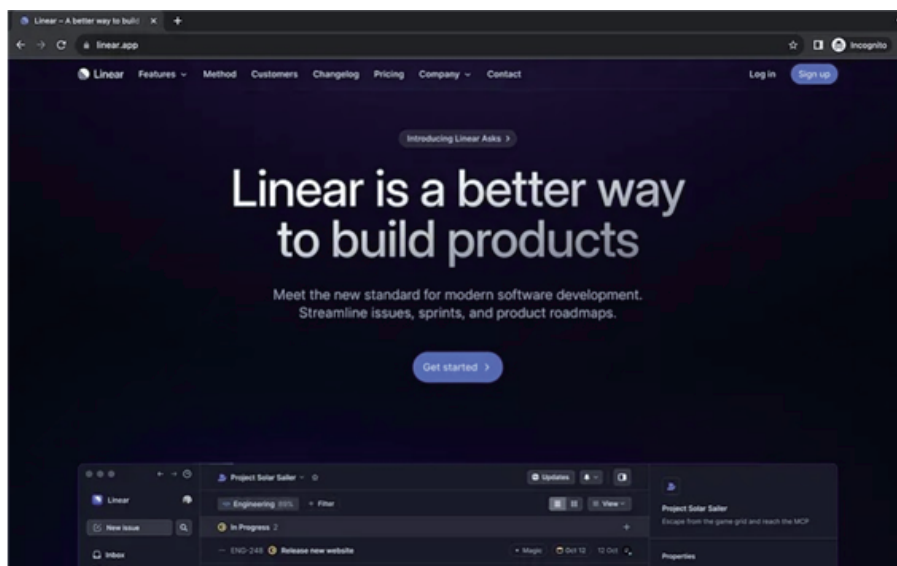 Linear – A better way to build
linear.app
Incognito
Linear Features Method Customers Changelog Pricing Company Contact Log in Sign up
Introducing Linear Asks
Linear is a better way
to build products
Meet the new standard for modern software development.
Streamline issues, sprints, and product roadmaps.
Get started
Linear
New issue
Inbox
Project Solar Sailer
Updates
Engineering 89%
+ Filter
View
In Progress 2
ENG-248 Release new website
Magic Oct 12 12 Oct
Project Solar Sailer
Escape from the game grid and reach the MCP
Properties